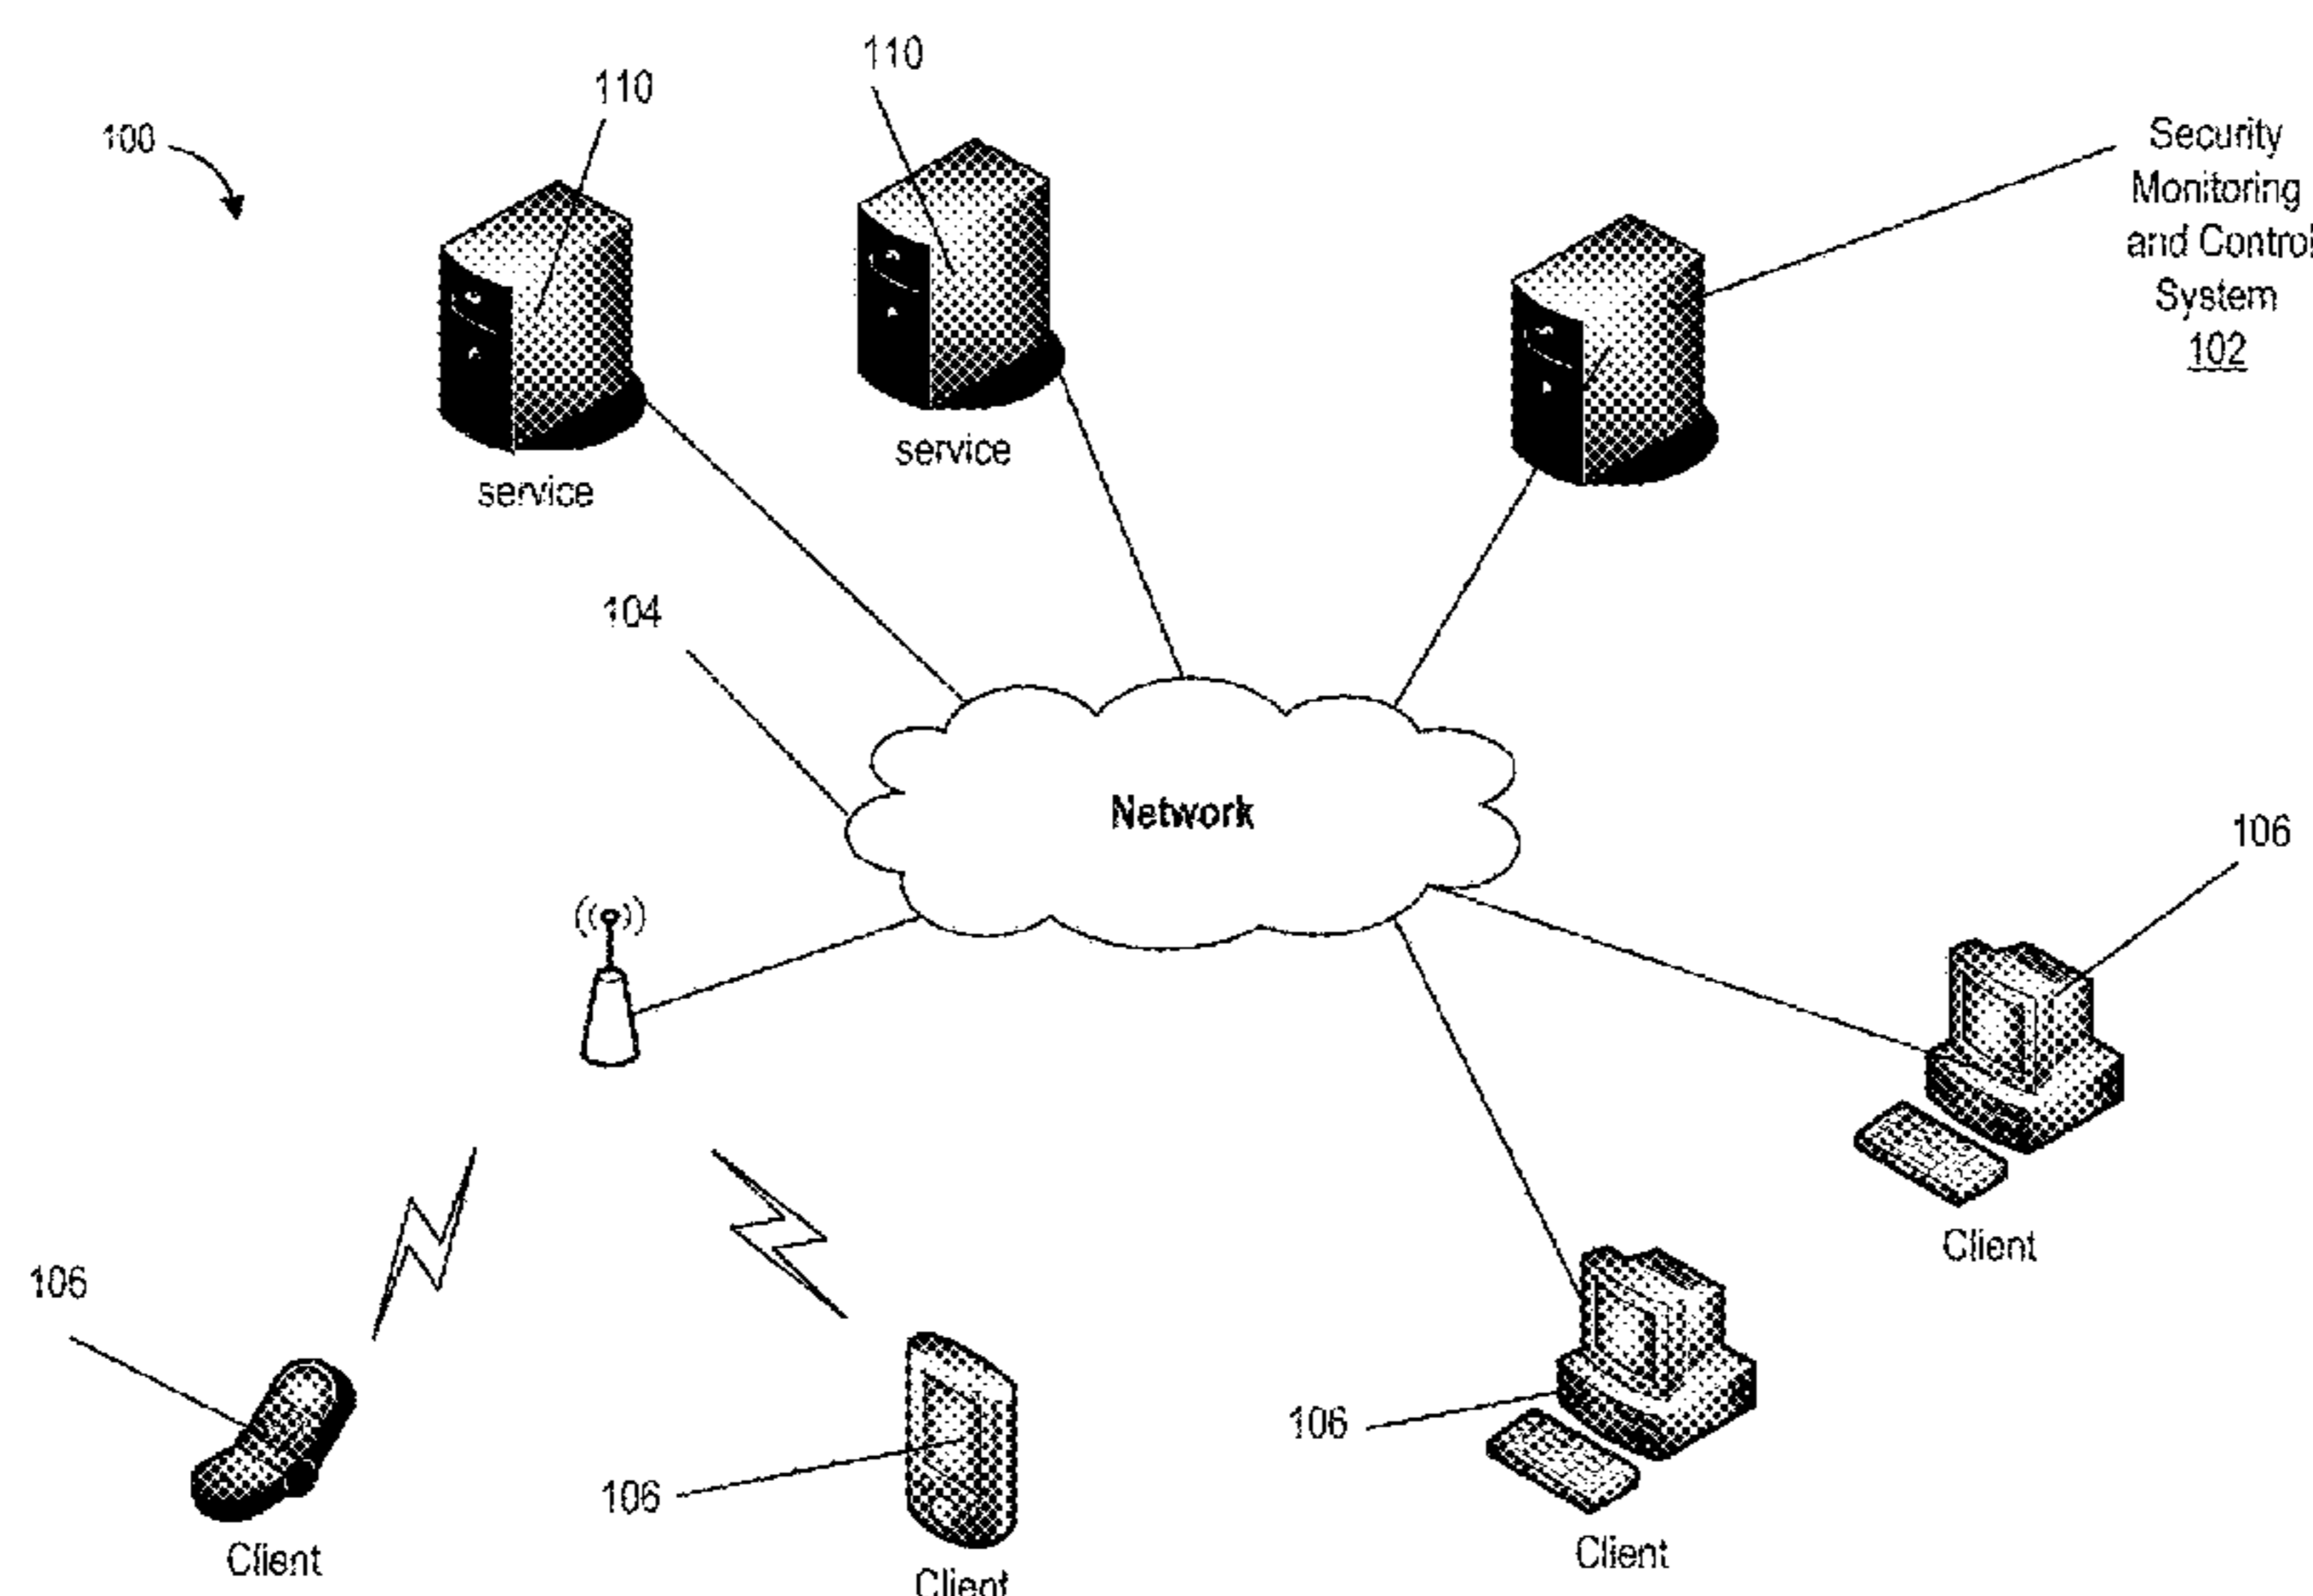 110
110
100
Security
Monitoring
and Control
System
102
service
service
104
Network
106
Client
106
106
106
Client
Client
Client